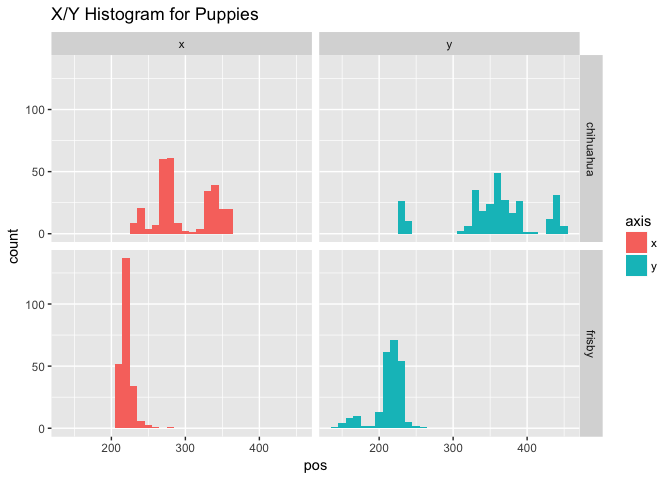 X/Y Histogram for Puppies
x y
100
50
0
chihuahua
100
50
0
frisby
200 300 400 200 300 400
pos
count
axis
x
y